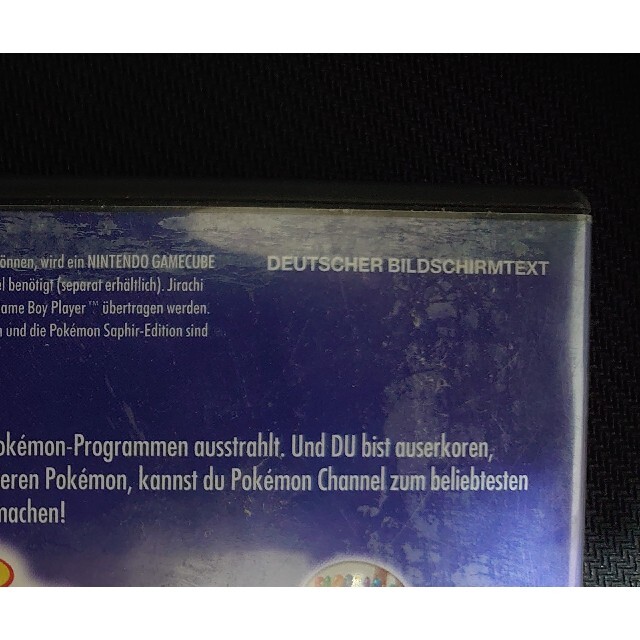 önnen, wird ein NINTENDO GAMECUBE
el benötigt (separat erhältlich). Jirachi
ame Boy Player™ übertragen werden.
n und die Pokémon Saphir-Edition sind
DEUTSCHER BILDSCHIRMTEXT
okémon-Programmen ausstrahlt. Und DU bist auserkoren,
eren Pokémon, kannst du Pokémon Channel zum beliebtesten
machen!